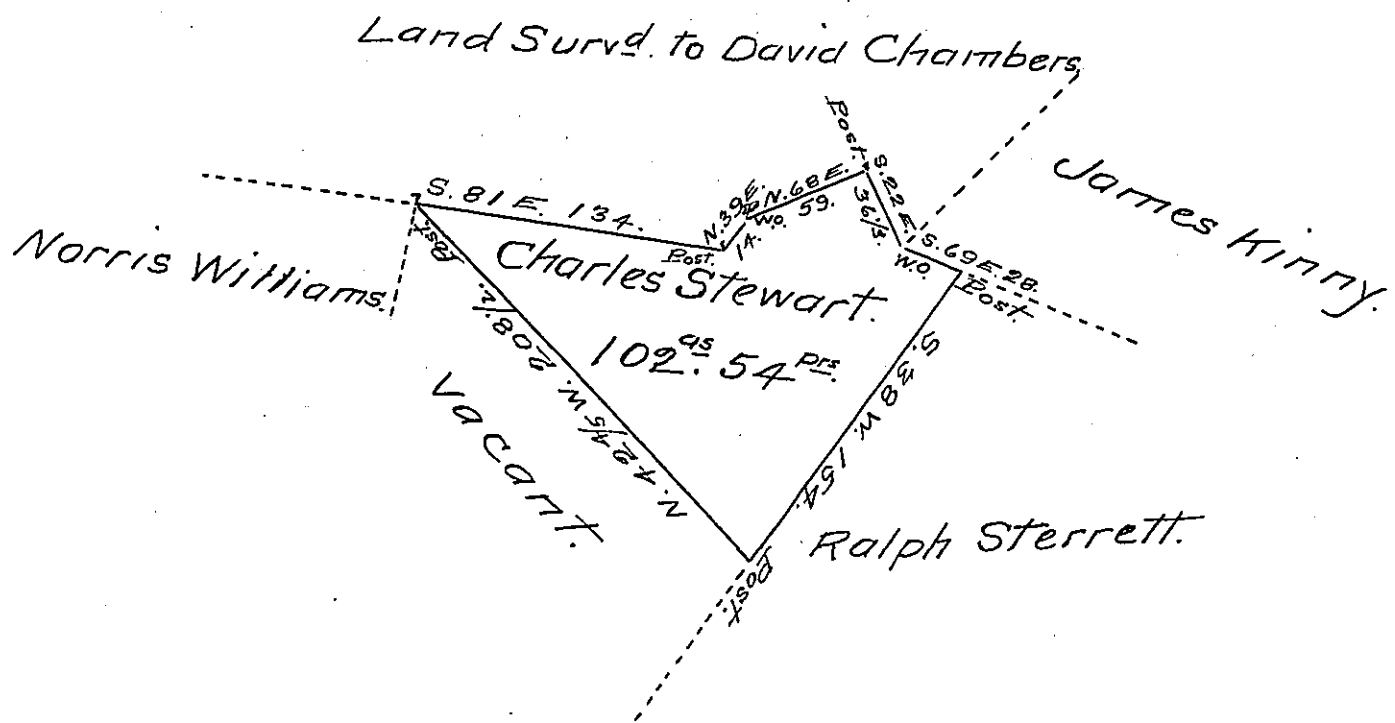 Land Survd. to David Chambers,
James Kinny.
Norris Williams.
S. 81 E. 134.
Post.
N. 39 E.
14.
W.O.
N. 68 E.
59.
Post.
S. 22 E.
36 1/3.
W.O.
S. 69 E. 28.
Post.
Post.
Charles Stewart.
102 as. 54 prs.
S. 38 W. 154.
N. 42 4/5 W. 208 1/2.
Vacant.
Ralph Sterrett.
Post.